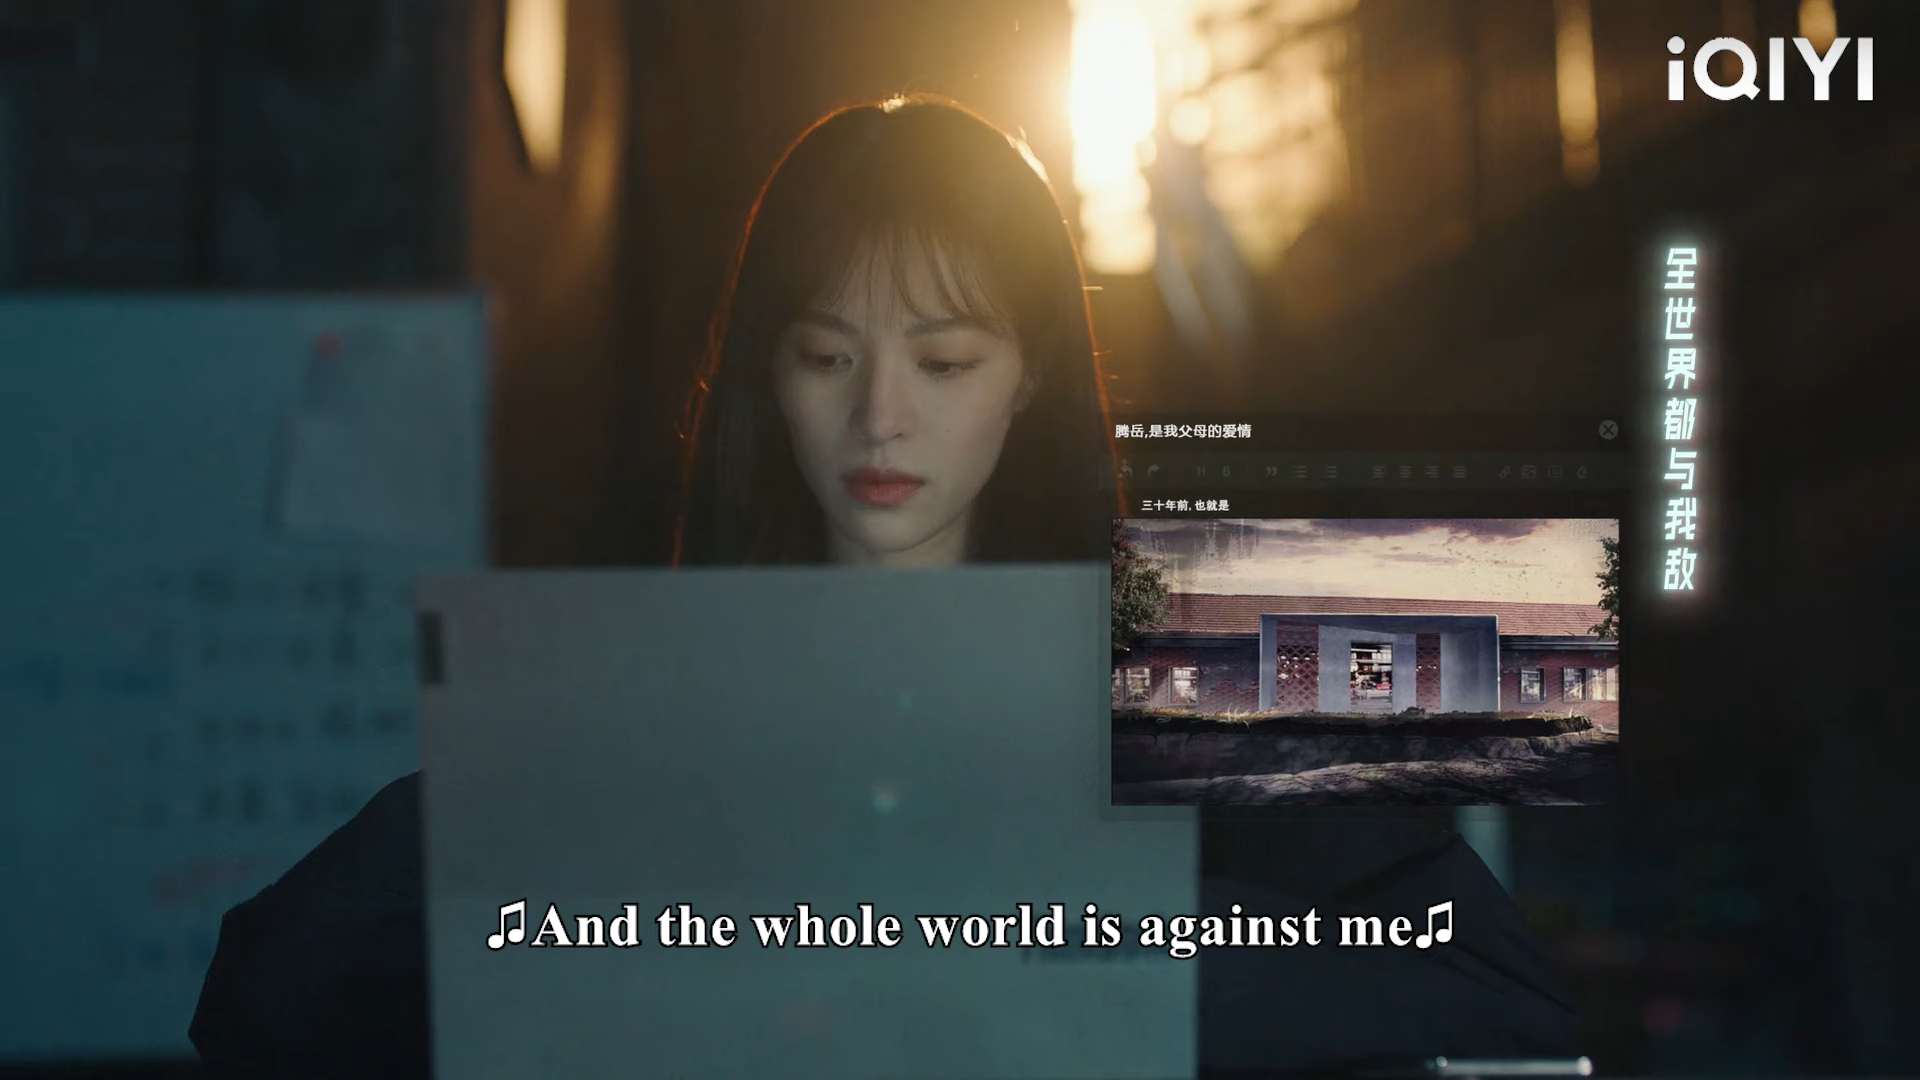 iQIYI
全世界都与我敌
腾岳,是我父母的爱情
H B
三十年前, 也就是
♫And the whole world is against me♫